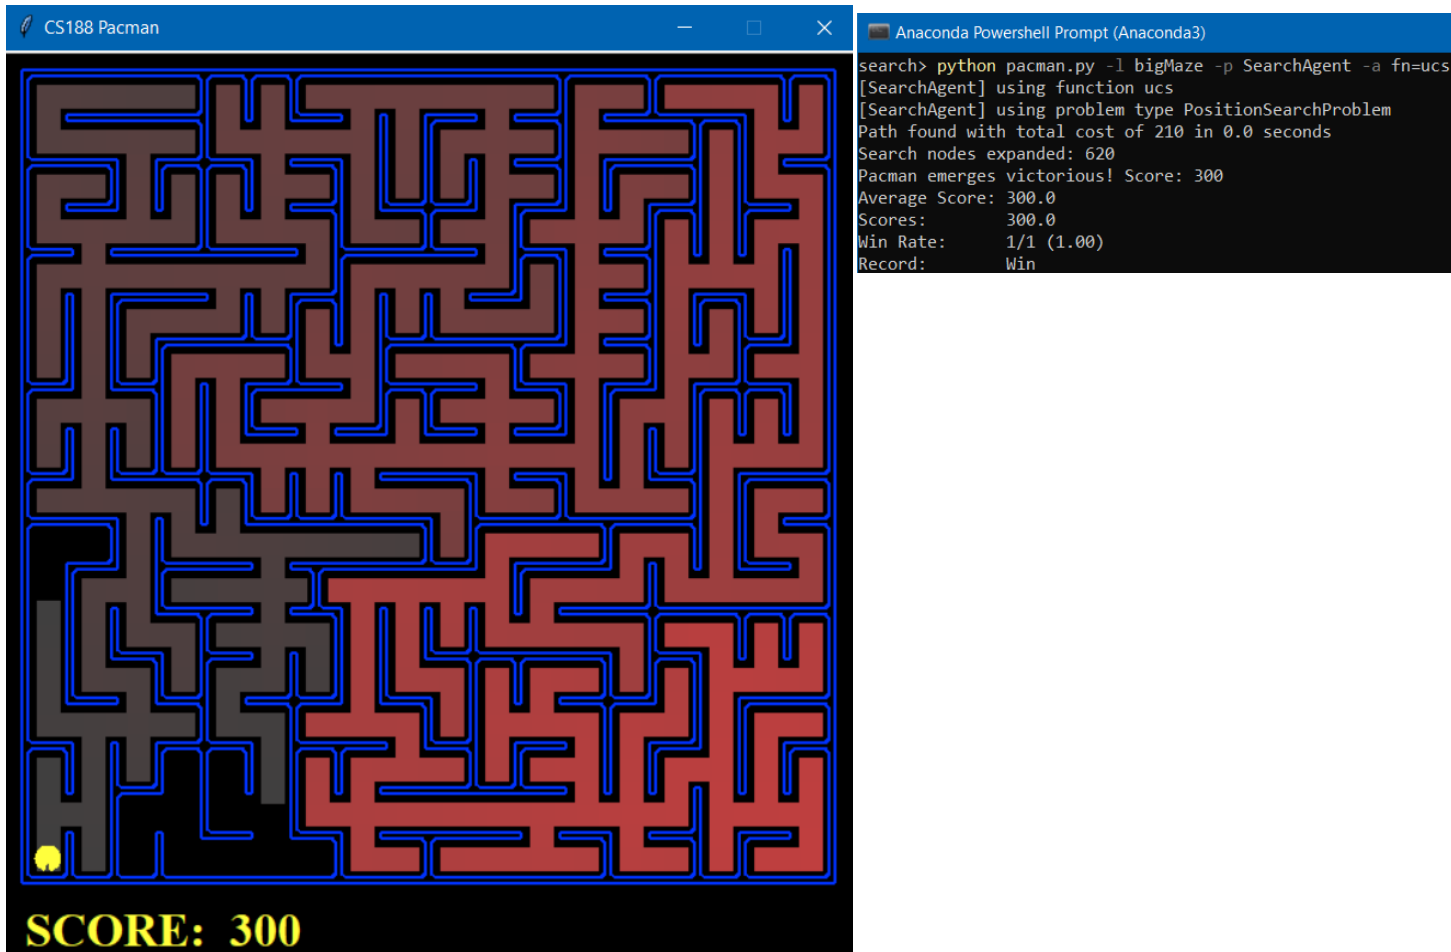 CS188 Pacman
SCORE: 300
Anaconda Powershell Prompt (Anaconda3)
search> python pacman.py -l bigMaze -p SearchAgent -a fn=ucs
[SearchAgent] using function ucs
[SearchAgent] using problem type PositionSearchProblem
Path found with total cost of 210 in 0.0 seconds
Search nodes expanded: 620
Pacman emerges victorious! Score: 300
Average Score: 300.0
Scores:        300.0
Win Rate:      1/1 (1.00)
Record:        Win